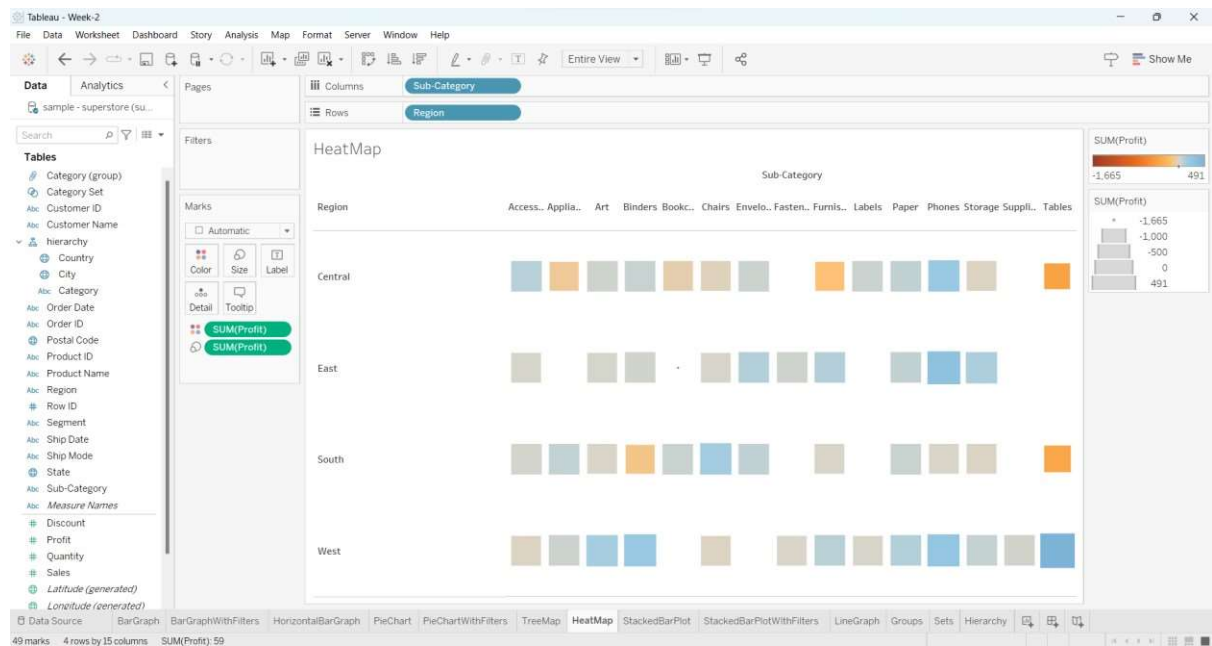 Tableau - Week-2
File Data Worksheet Dashboard Story Analysis Map Format Server Window Help
Entire View
Show Me
Data Analytics
Pages
Columns Sub-Category
sample - superstore (su...
Rows Region
Search
Filters
HeatMap
SUM(Profit)
-1,665 491
Tables
Category (group)
Category Set
Customer ID
Customer Name
hierarchy
Country
City
Category
Order Date
Order ID
Postal Code
Product ID
Product Name
Region
Row ID
Segment
Ship Date
Ship Mode
State
Sub-Category
Measure Names
Discount
Profit
Quantity
Sales
Latitude (generated)
Longitude (generated)
Marks
Automatic
Color Size Label
Detail Tooltip
SUM(Profit)
SUM(Profit)
Sub-Category
Region Access.. Applia.. Art Binders Bookc.. Chairs Envelo.. Fasten.. Furnis.. Labels Paper Phones Storage Suppli.. Tables
Central
East
South
West
SUM(Profit)
-1,665
-1,000
-500
0
491
Data Source BarGraph BarGraphWithFilters HorizontalBarGraph PieChart PieChartWithFilters TreeMap HeatMap StackedBarPlot StackedBarPlotWithFilters LineGraph Groups Sets Hierarchy
49 marks 4 rows by 15 columns SUM(Profit): 59